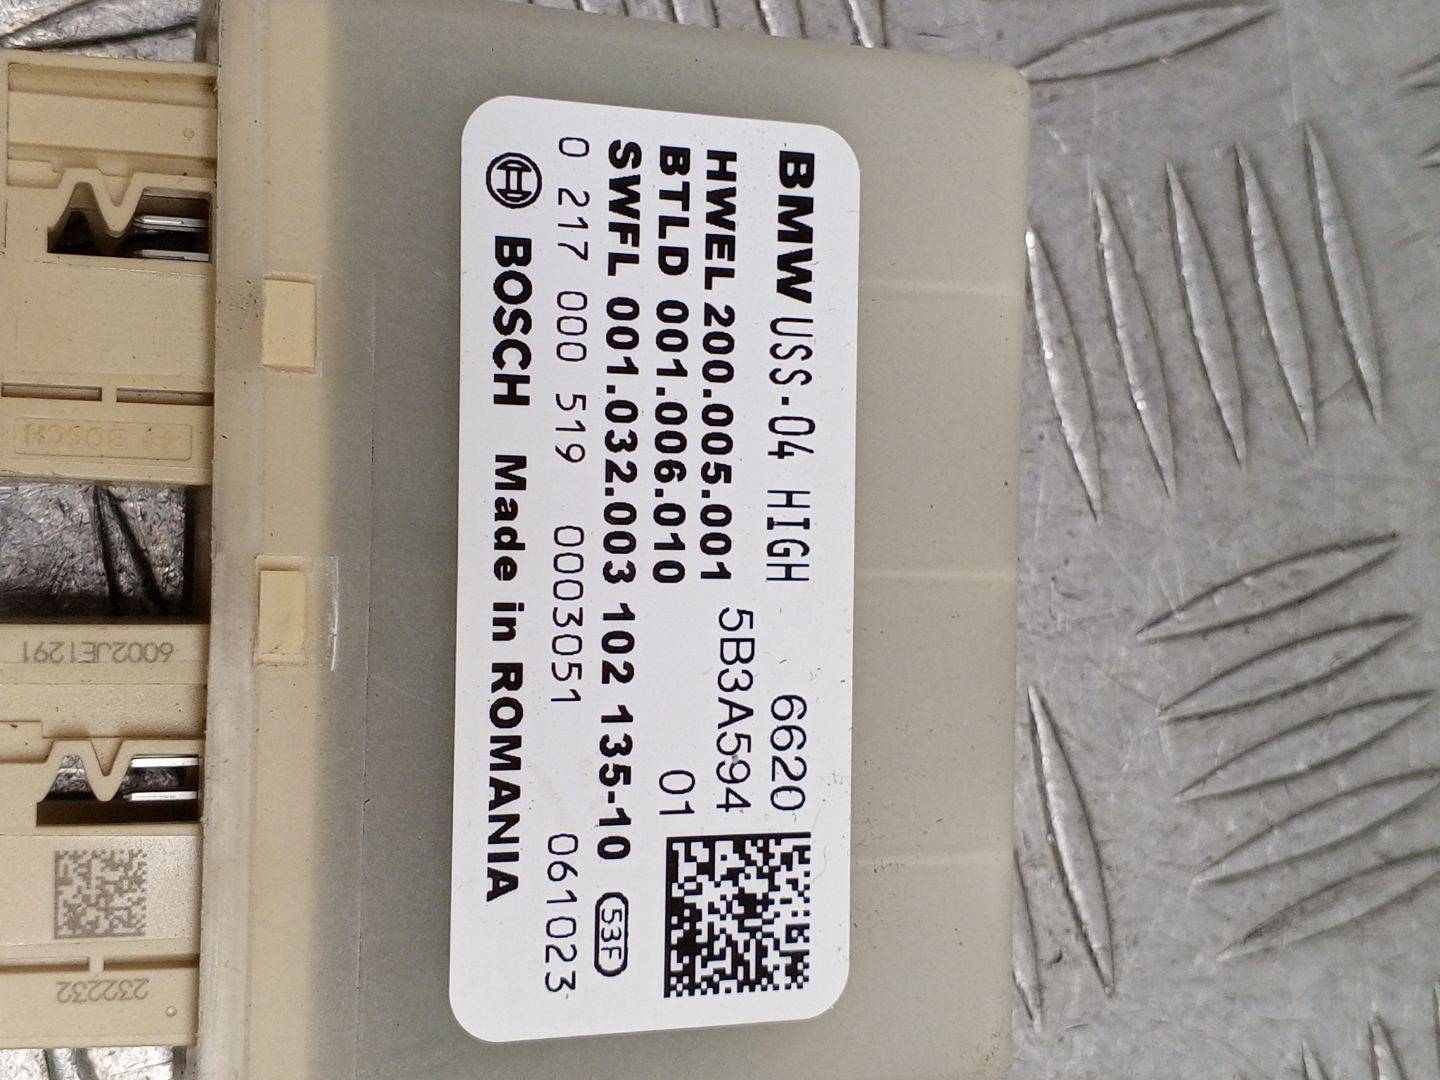 BMW USS-04 HIGH 6620
HWEL 200.005.001 5B3A594
BTLD 001.006.010 01
SWFL 001.032.003 102 135-10 53F
0 217 000 519 0003051 061023
BOSCH Made in ROMANIA
BOSCH
6002JE1291
232232